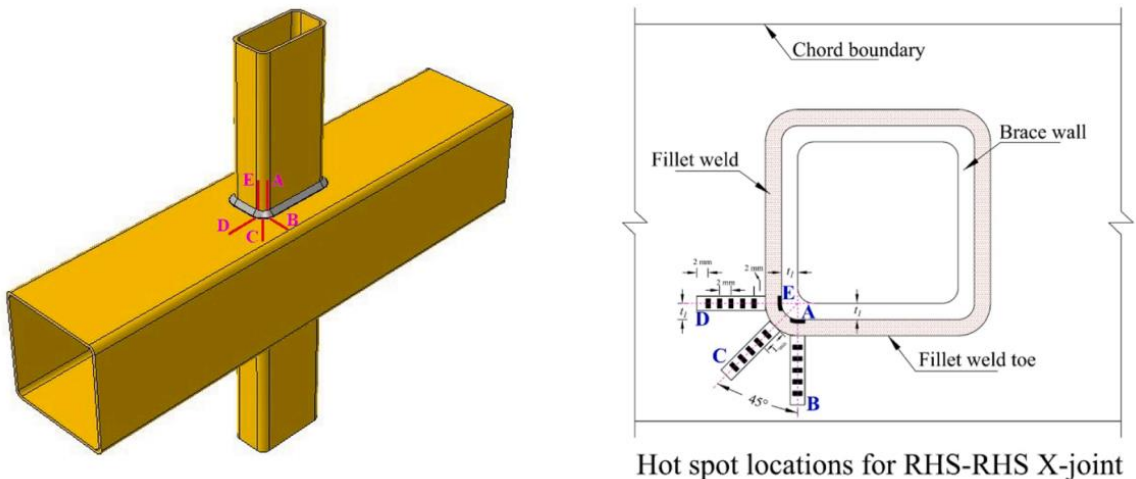 E A
D
C
B
Chord boundary
Brace wall
Fillet weld
2 mm
2 mm
2 mm
t₁
E
t₁
D
A
t₁
C
B
45°
Fillet weld toe
Hot spot locations for RHS-RHS X-joint